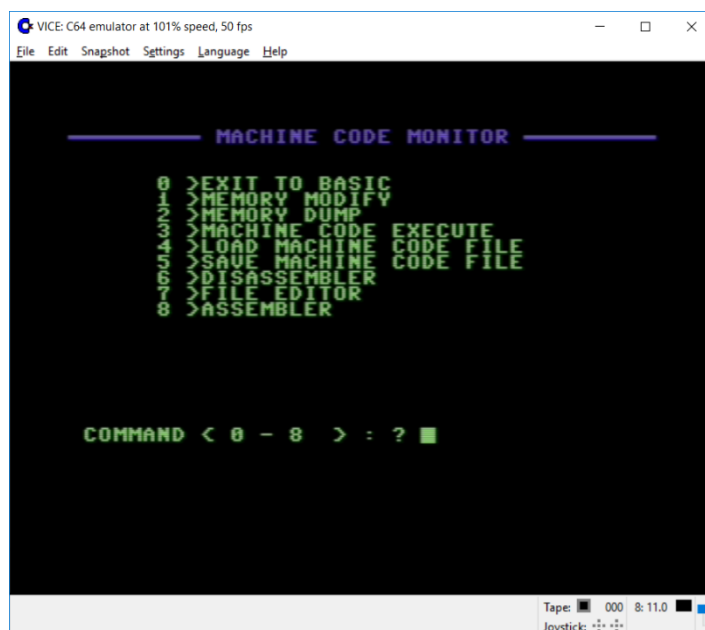 VICE: C64 emulator at 101% speed, 50 fps
File Edit Snapshot Settings Language Help
MACHINE CODE MONITOR
0 >EXIT TO BASIC
1 >MEMORY MODIFY
2 >MEMORY DUMP
3 >MACHINE CODE EXECUTE
4 >LOAD MACHINE CODE FILE
5 >SAVE MACHINE CODE FILE
6 >DISASSEMBLER
7 >FILE EDITOR
8 >ASSEMBLER
COMMAND < 0 - 8 > : ?
Tape: 000 8: 11.0
Joystick: